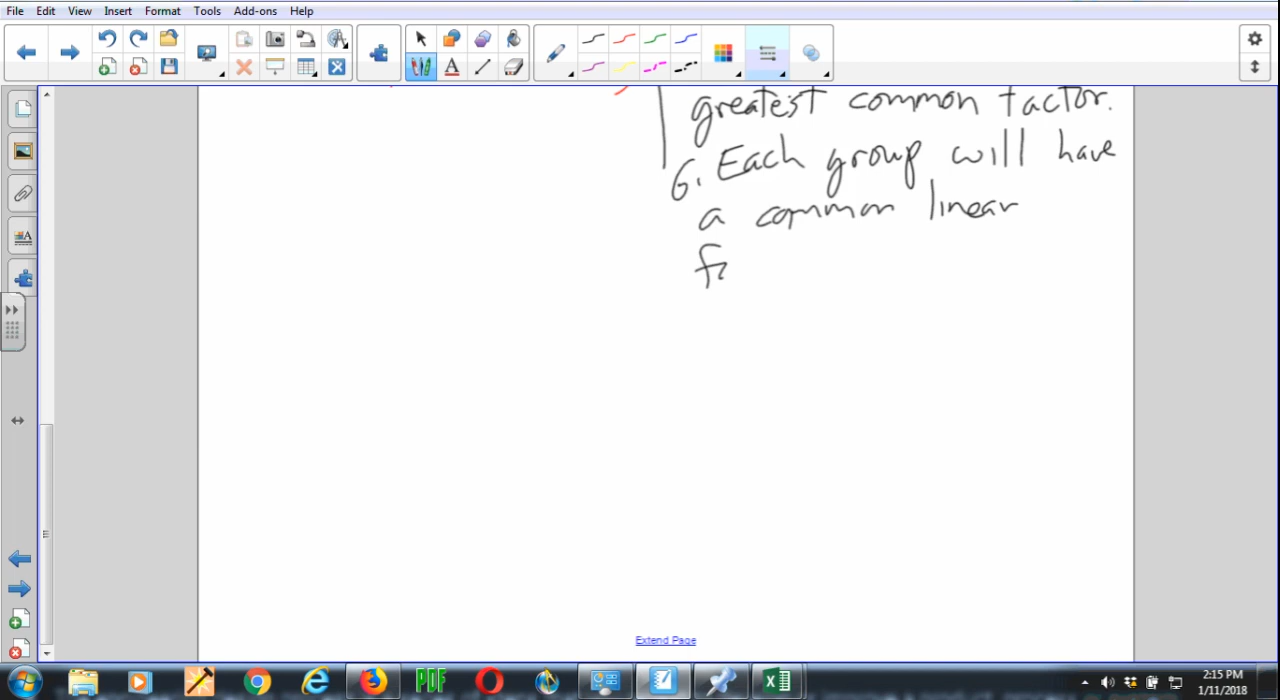 File Edit View Insert Format Tools Add-ons Help
greatest common factor.
6. Each group will have
a common linear
Extend Page
PDF
2:15 PM
1/11/2018